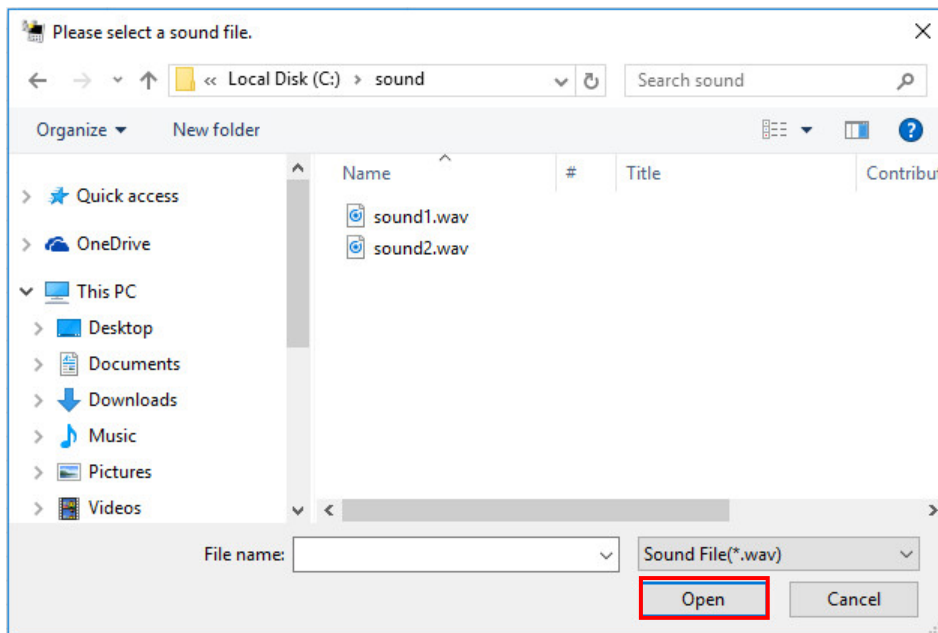 Please select a sound file.
« Local Disk (C:) › sound
Search sound
Organize
New folder
?
Name # Title Contribu
Quick access
OneDrive
This PC
Desktop
Documents
Downloads
Music
Pictures
Videos
sound1.wav
sound2.wav
File name:
Sound File(*.wav)
Open
Cancel